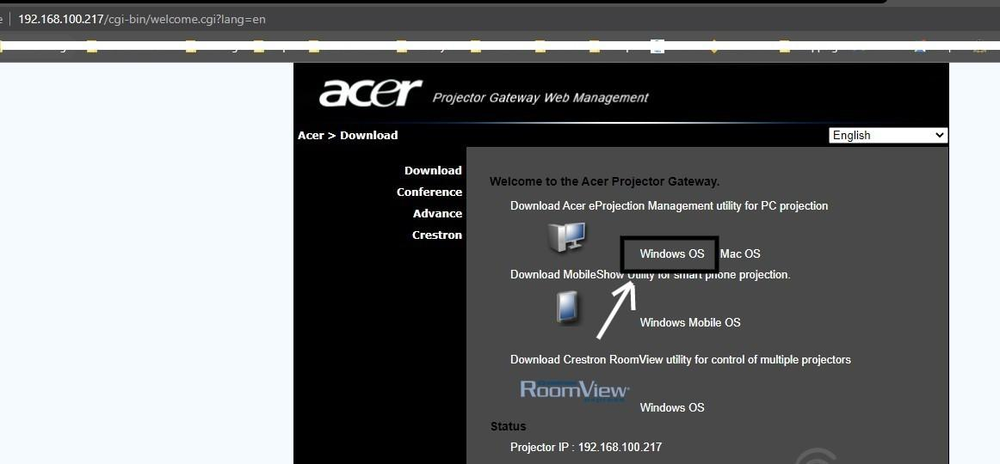 192.168.100.217/cgi-bin/welcome.cgi?lang=en
acer Projector Gateway Web Management
Acer > Download English
Download
Conference
Advance
Crestron
Welcome to the Acer Projector Gateway.
Download Acer eProjection Management utility for PC projection
Windows OS Mac OS
Download MobileShow Utility for smart phone projection.
Windows Mobile OS
Download Crestron RoomView utility for control of multiple projectors
RoomView express
Windows OS
Status
Projector IP : 192.168.100.217